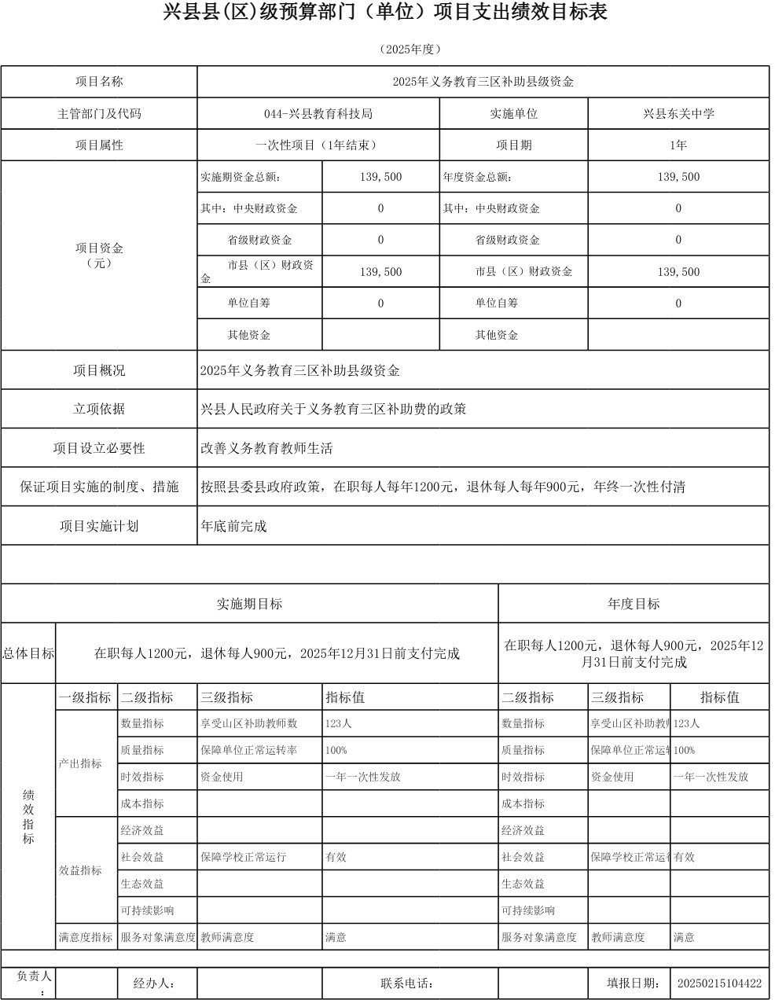 兴县县(区)级预算部门（单位）项目支出绩效目标表
（2025年度）
项目名称 2025年义务教育三区补助县级资金
主管部门及代码 044-兴县教育科技局 实施单位 兴县东关中学
项目属性 一次性项目（1年结束） 项目期 1年
项目资金
（元）
实施期资金总额： 139,500 年度资金总额： 139,500
其中：中央财政资金 0 其中：中央财政资金 0
省级财政资金 0 省级财政资金 0
市县（区）财政资
金 139,500 市县（区）财政资金 139,500
单位自筹 0 单位自筹 0
其他资金 其他资金
项目概况 2025年义务教育三区补助县级资金
立项依据 兴县人民政府关于义务教育三区补助费的政策
项目设立必要性 改善义务教育教师生活
保证项目实施的制度、措施 按照县委县政府政策，在职每人每年1200元，退休每人每年900元，年终一次性付清
项目实施计划 年底前完成
实施期目标 年度目标
总体目标 在职每人1200元，退休每人900元，2025年12月31日前支付完成
在职每人1200元，退休每人900元，2025年12
月31日前支付完成
绩
效
指
标
一级指标 二级指标 三级指标 指标值 二级指标 三级指标 指标值
产出指标
数量指标 享受山区补助教师数 123人 数量指标 享受山区补助教 123人
质量指标 保障单位正常运转率 100% 质量指标 保障单位正常运 100%
时效指标 资金使用 一年一次性发放 时效指标 资金使用 一年一次性发放
成本指标 成本指标
效益指标
经济效益 经济效益
社会效益 保障学校正常运行 有效 社会效益 保障学校正常运 有效
生态效益 生态效益
可持续影响 可持续影响
满意度指标 服务对象满意度 教师满意度 满意 服务对象满意度 教师满意度 满意
负责人
：
经办人： 联系电话： 填报日期： 20250215104422